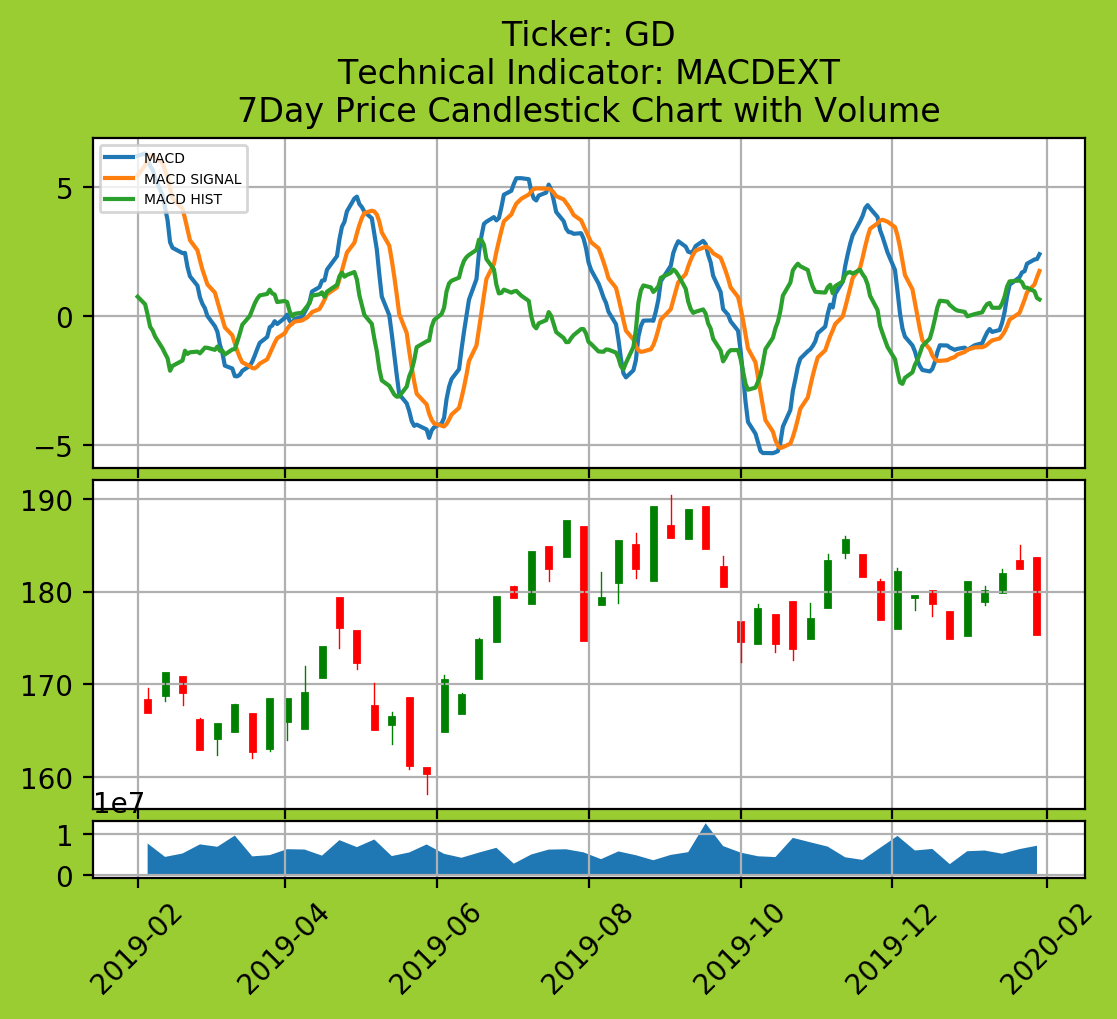 Ticker: GD
Technical Indicator: MACDEXT
7Day Price Candlestick Chart with Volume
MACD
MACD SIGNAL
MACD HIST
5
0
−5
190
180
170
160
1e7
1
0
2019-02
2019-04
2019-06
2019-08
2019-10
2019-12
2020-02